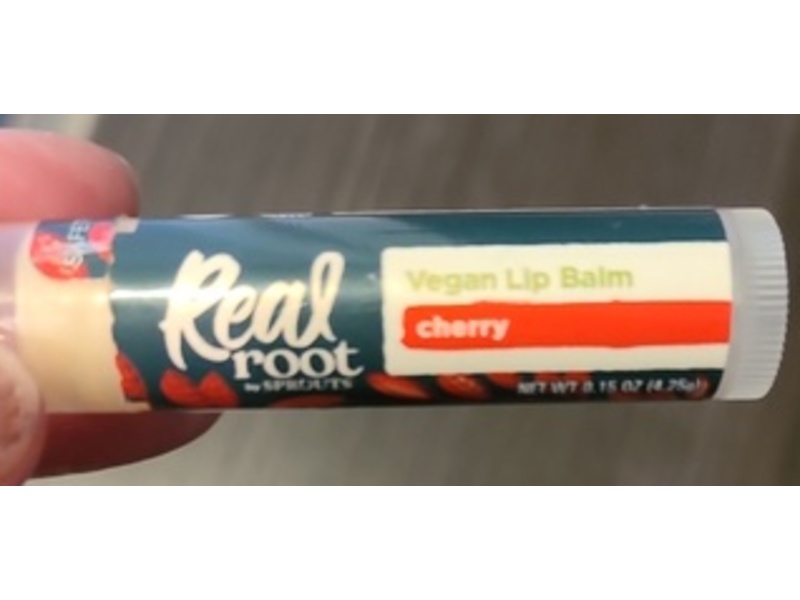 Real
root
by SPROUTS
Vegan Lip Balm
cherry
NET WT 0.15 OZ (4.25g)